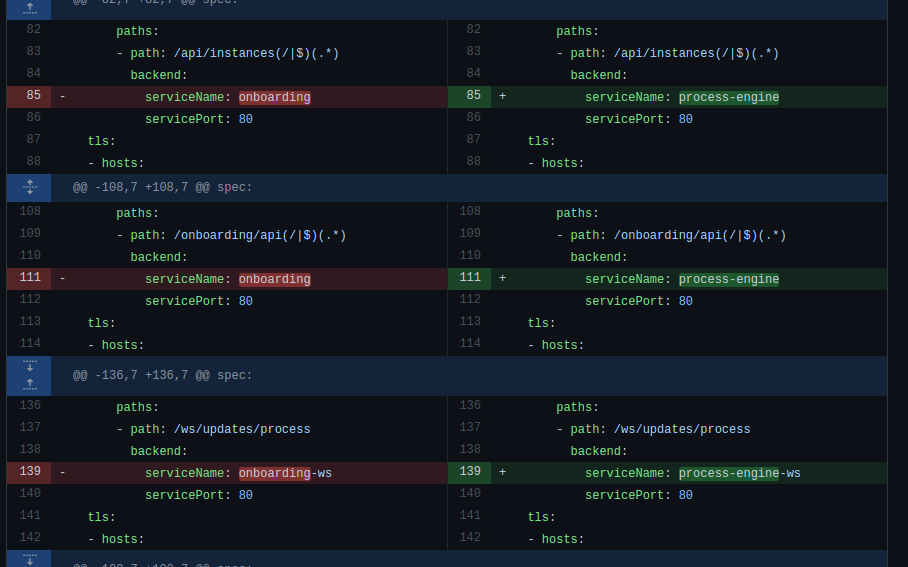 @@ -82,7 +82,7 @@ spec:
82 paths: 82 paths:
83 - path: /api/instances(/|$)(.*) 83 - path: /api/instances(/|$)(.*)
84 backend: 84 backend:
85 - serviceName: onboarding 85 + serviceName: process-engine
86 servicePort: 80 86 servicePort: 80
87 tls: 87 tls:
88 - hosts: 88 - hosts:
@@ -108,7 +108,7 @@ spec:
108 paths: 108 paths:
109 - path: /onboarding/api(/|$)(.*) 109 - path: /onboarding/api(/|$)(.*)
110 backend: 110 backend:
111 - serviceName: onboarding 111 + serviceName: process-engine
112 servicePort: 80 112 servicePort: 80
113 tls: 113 tls:
114 - hosts: 114 - hosts:
@@ -136,7 +136,7 @@ spec:
136 paths: 136 paths:
137 - path: /ws/updates/process 137 - path: /ws/updates/process
138 backend: 138 backend:
139 - serviceName: onboarding-ws 139 + serviceName: process-engine-ws
140 servicePort: 80 140 servicePort: 80
141 tls: 141 tls:
142 - hosts: 142 - hosts: